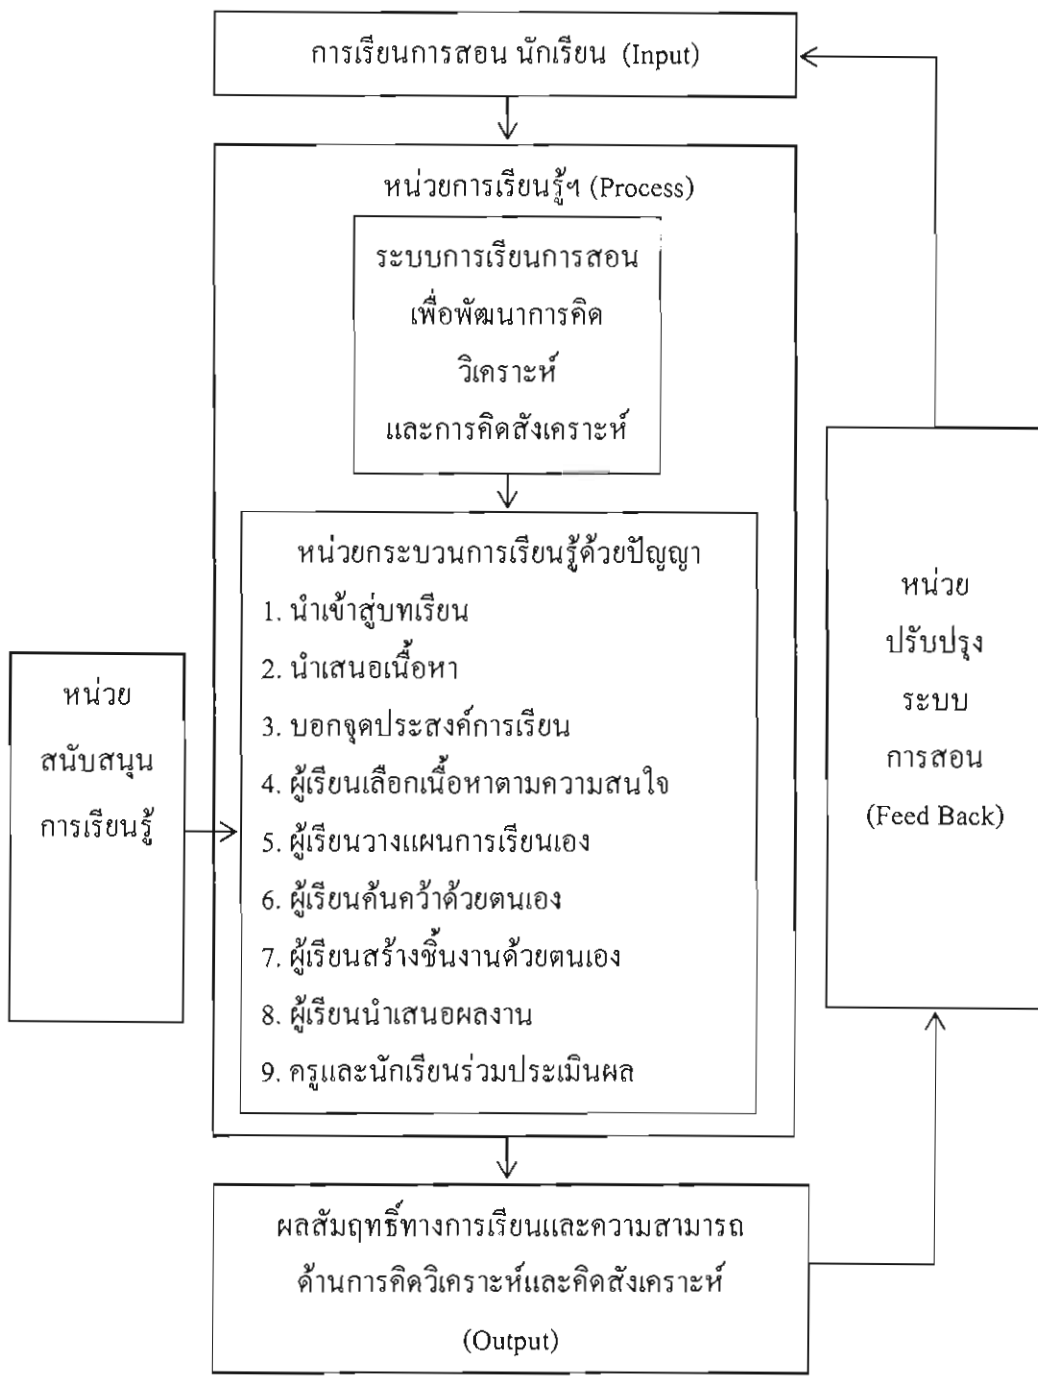 การเรียนการสอน นักเรียน (Input)
หน่วยการเรียนรู้ฯ (Process)
ระบบการเรียนการสอน
เพื่อพัฒนาการคิด
วิเคราะห์
และการคิดสังเคราะห์
หน่วยกระบวนการเรียนรู้ด้วยปัญญา
1. นำเข้าสู่บทเรียน
2. นำเสนอเนื้อหา
3. บอกจุดประสงค์การเรียน
4. ผู้เรียนเลือกเนื้อหาตามความสนใจ
5. ผู้เรียนวางแผนการเรียนเอง
6. ผู้เรียนค้นคว้าด้วยตนเอง
7. ผู้เรียนสร้างชิ้นงานด้วยตนเอง
8. ผู้เรียนนำเสนอผลงาน
9. ครูและนักเรียนร่วมประเมินผล
หน่วย
สนับสนุน
การเรียนรู้
หน่วย
ปรับปรุง
ระบบ
การสอน
(Feed Back)
ผลสัมฤทธิ์ทางการเรียนและความสามารถ
ด้านการคิดวิเคราะห์และคิดสังเคราะห์
(Output)